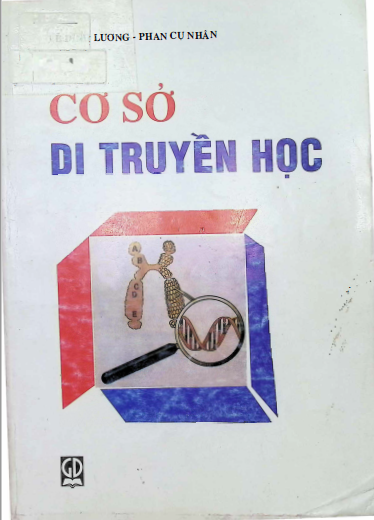 LƯƠNG - PHAN CỰ NHÂN
CƠ SỞ
DI TRUYỀN HỌC
GD